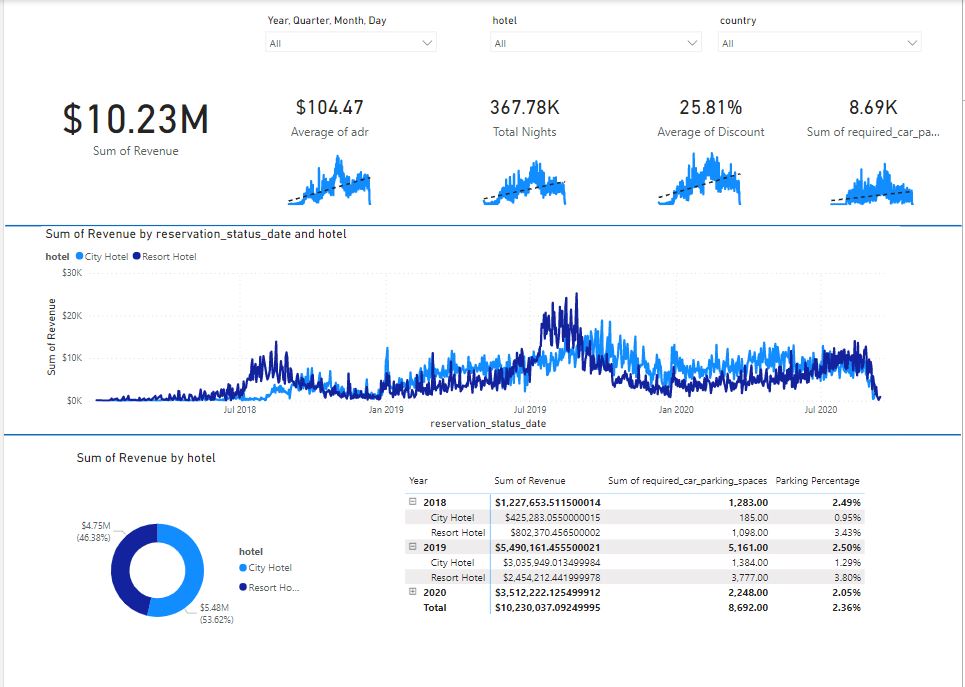 Year, Quarter, Month, Day hotel country
All All All
$10.23M
Sum of Revenue
$104.47 367.78K 25.81% 8.69K
Average of adr Total Nights Average of Discount Sum of required_car_pa...
Sum of Revenue by reservation_status_date and hotel
hotel City Hotel Resort Hotel
$30K
$20K
$10K
$0K
Sum of Revenue
Jul 2018 Jan 2019 Jul 2019 Jan 2020 Jul 2020
reservation_status_date
Sum of Revenue by hotel
$4.75M
(46.38%)
$5.48M
(53.62%)
hotel
City Hotel
Resort Ho...
Year Sum of Revenue Sum of required_car_parking_spaces Parking Percentage
2018 $1,227,653.511500014 1,283.00 2.49%
City Hotel $425,283.0550000015 185.00 0.95%
Resort Hotel $802,370.456500002 1,098.00 3.43%
2019 $5,490,161.455500021 5,161.00 2.50%
City Hotel $3,035,949.013499984 1,384.00 1.29%
Resort Hotel $2,454,212.441999978 3,777.00 3.80%
2020 $3,512,222.125499912 2,248.00 2.05%
Total $10,230,037.09249995 8,692.00 2.36%